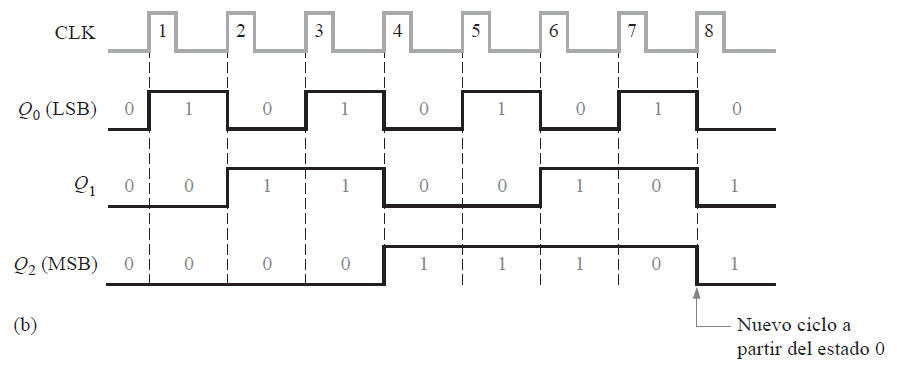 CLK 1 2 3 4 5 6 7 8
Q0 (LSB) 0 1 0 1 0 1 0 1 0
Q1 0 0 1 1 0 0 1 0 1
Q2 (MSB) 0 0 0 0 1 1 1 0 1
(b)
Nuevo ciclo a
partir del estado 0